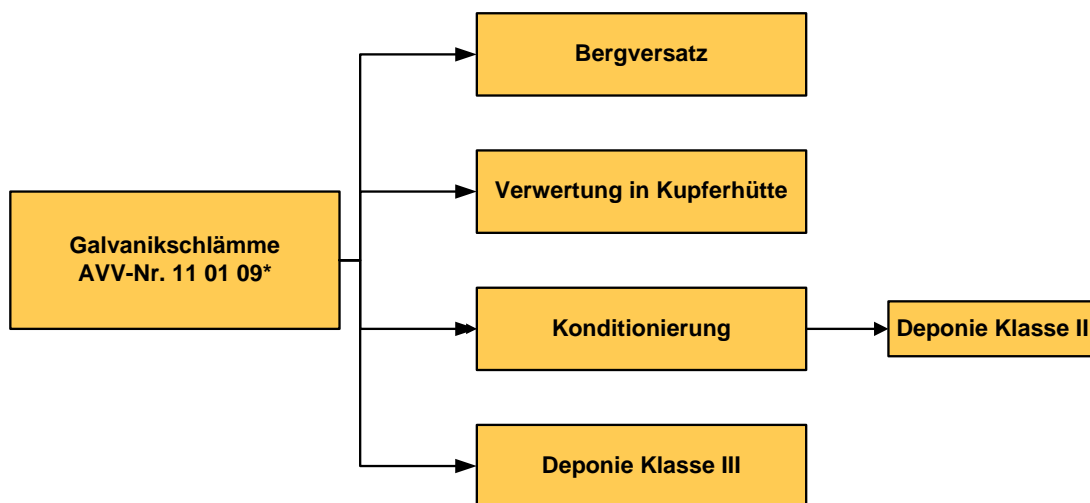 Bergversatz
Verwertung in Kupferhütte
Galvanikschlämme
AVV-Nr. 11 01 09*
Konditionierung
Deponie Klasse II
Deponie Klasse III